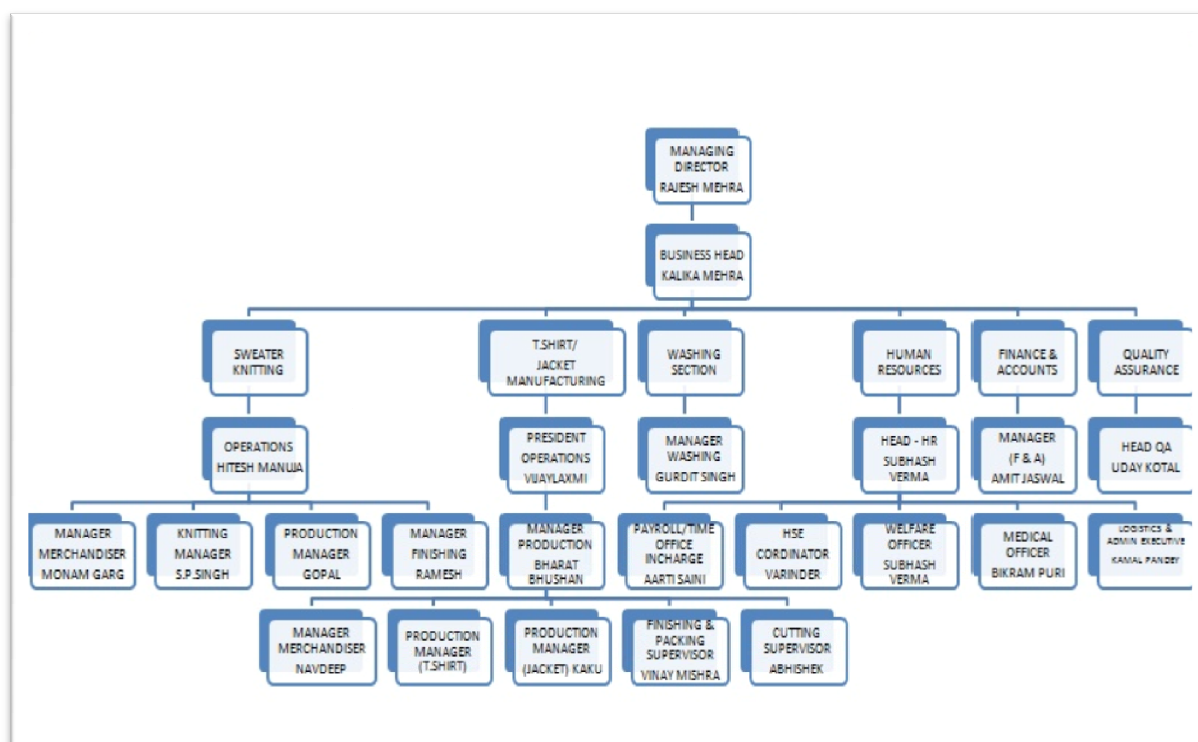 MANAGING
DIRECTOR
RAJESH MEHRA
BUSINESS HEAD
KALIKA MEHRA
SWEATER
KNITTING
T.SHIRT/
JACKET
MANUFACTURING
WASHING
SECTION
HUMAN
RESOURCES
FINANCE &
ACCOUNTS
QUALITY
ASSURANCE
OPERATIONS
HITESH MANUJA
PRESIDENT
OPERATIONS
VIJAYLAXMI
MANAGER
WASHING
GURDIT SINGH
HEAD - HR
SUBHASH
VERMA
MANAGER
(F & A)
AMIT JASWAL
HEAD QA
UDAY KOTAL
MANAGER
MERCHANDISER
MONAM GARG
KNITTING
MANAGER
S.P.SINGH
PRODUCTION
MANAGER
GOPAL
MANAGER
FINISHING
RAMESH
MANAGER
PRODUCTION
BHARAT
BHUSHAN
PAYROLL/TIME
OFFICE
INCHARGE
AARTI SAINI
HSE
CORDINATOR
VARINDER
WELFARE
OFFICER
SUBHASH
VERMA
MEDICAL
OFFICER
BIKRAM PURI
LOGISTICS &
ADMIN EXECUTIVE
KAMAL PANDEY
MANAGER
MERCHANDISER
NAVDEEP
PRODUCTION
MANAGER
(T.SHIRT)
PRODUCTION
MANAGER
(JACKET) KAKU
FINISHING &
PACKING
SUPERVISOR
VINAY MISHRA
CUTTING
SUPERVISOR
ABHISHEK